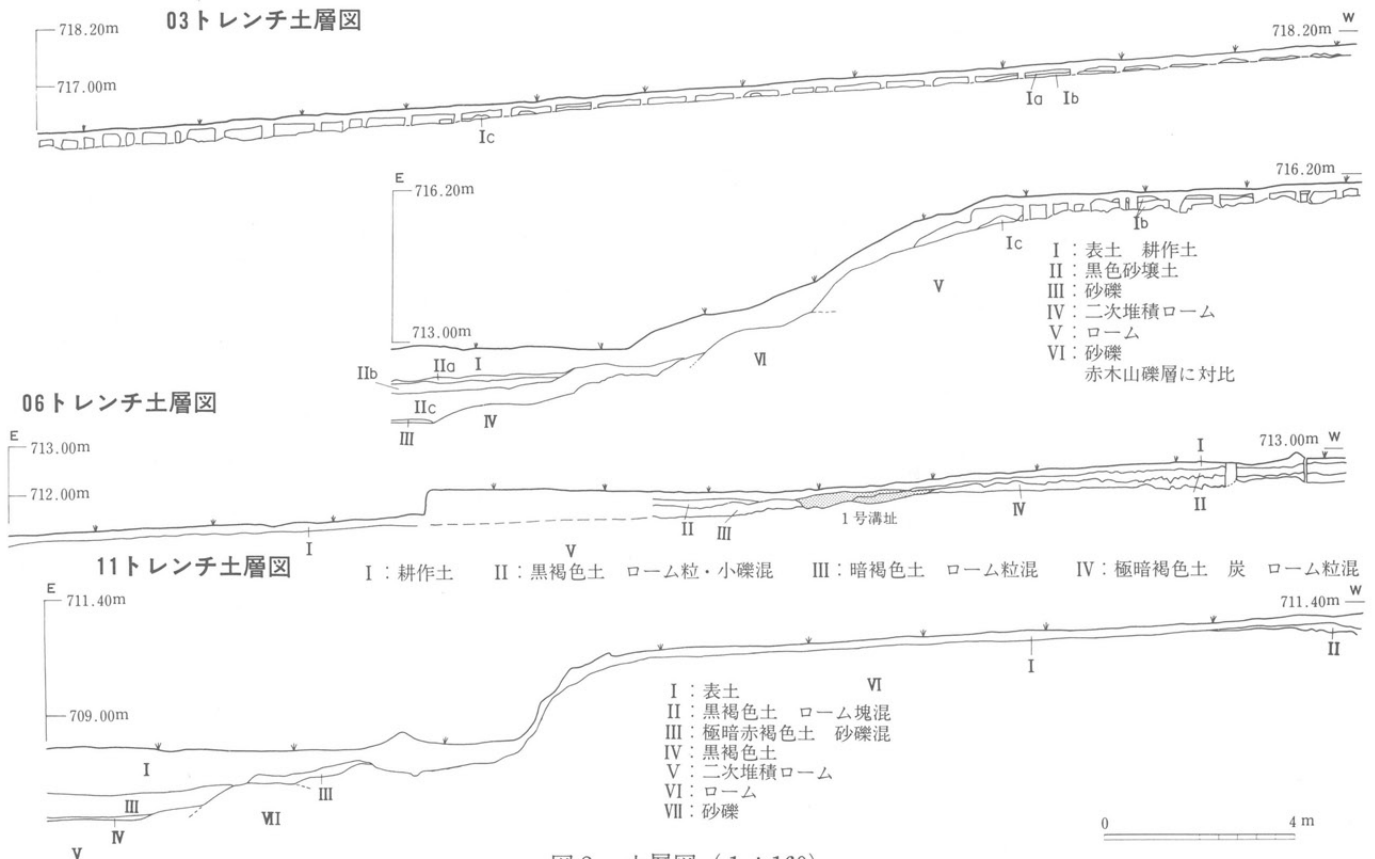 03トレンチ土層図
718.20m
717.00m
W
718.20m
Ia Ib
Ic
E
716.20m
713.00m
716.20m
Ib
Ic
V
VI
I
IIa
IIb
IIc
III
IV
I：表土 耕作土
II：黒色砂壌土
III：砂礫
IV：二次堆積ローム
V：ローム
VI：砂礫
赤木山礫層に対比
06トレンチ土層図
E
713.00m
712.00m
713.00m W
I
II
III
1号溝址
IV
I
II
V
I：耕作土 II：黒褐色土 ローム粒・小礫混 III：暗褐色土 ローム粒混 IV：極暗褐色土 炭 ローム粒混
11トレンチ土層図
E
711.40m
709.00m
711.40m W
I
II
VI
I
III
III
IV
V
VII
I：表土
II：黒褐色土 ローム塊混
III：極暗赤褐色土 砂礫混
IV：黒褐色土
V：二次堆積ローム
VI：ローム
VII：砂礫
0 4 m